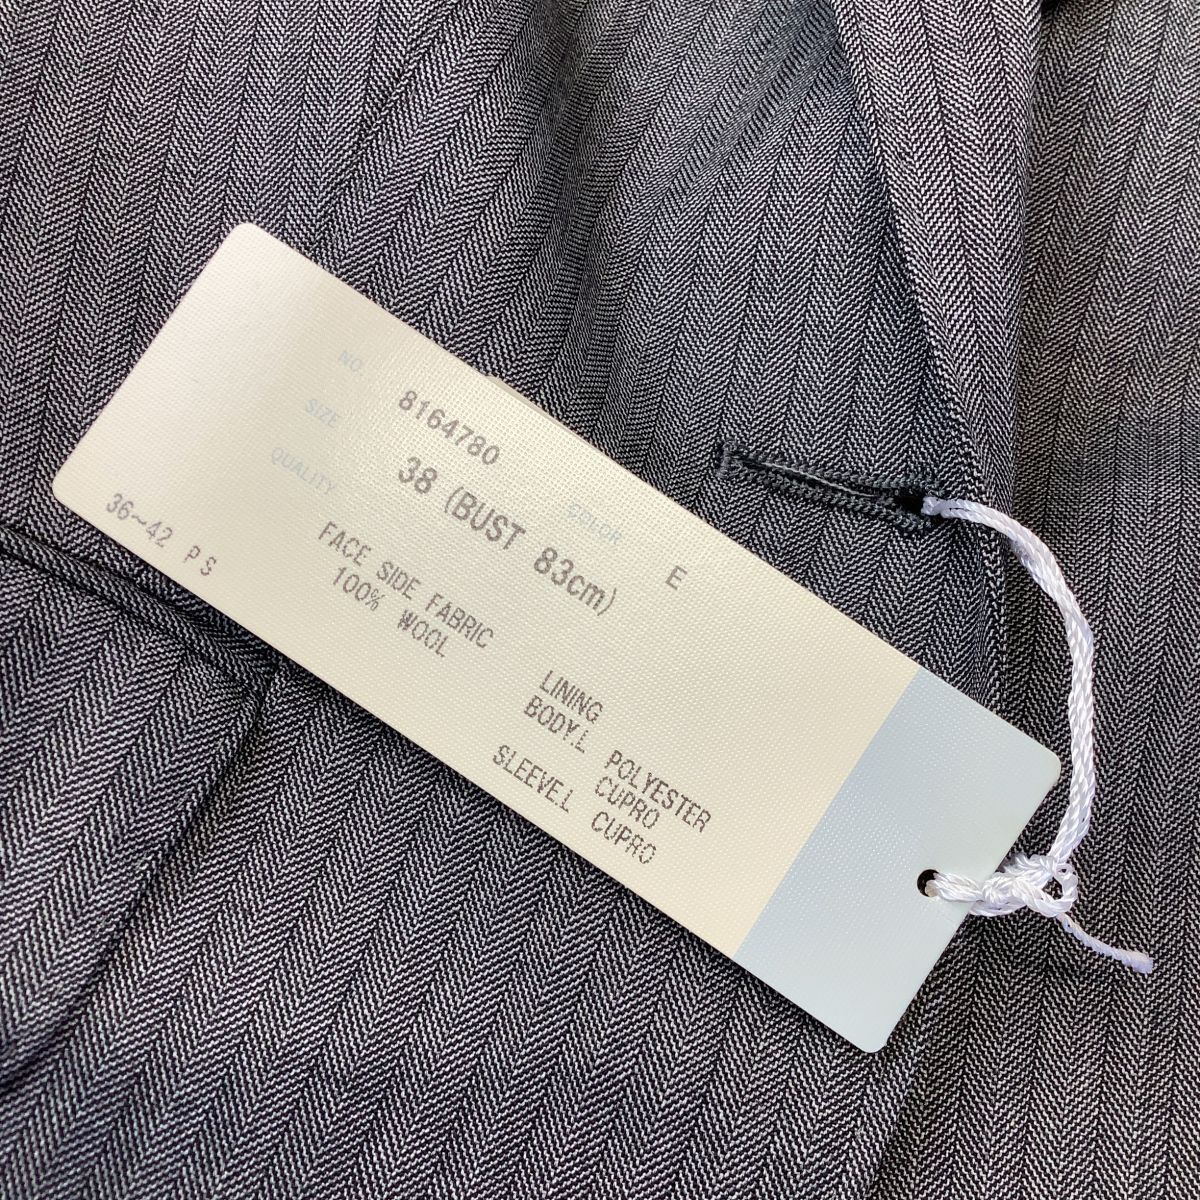 NO. 8164780 COLOR E
SIZE 38 (BUST 83cm)
QUALITY FACE SIDE FABRIC
100% WOOL
LINING
BODY.L POLYESTER
CUPRO
SLEEVE.L CUPRO
36~42 P S